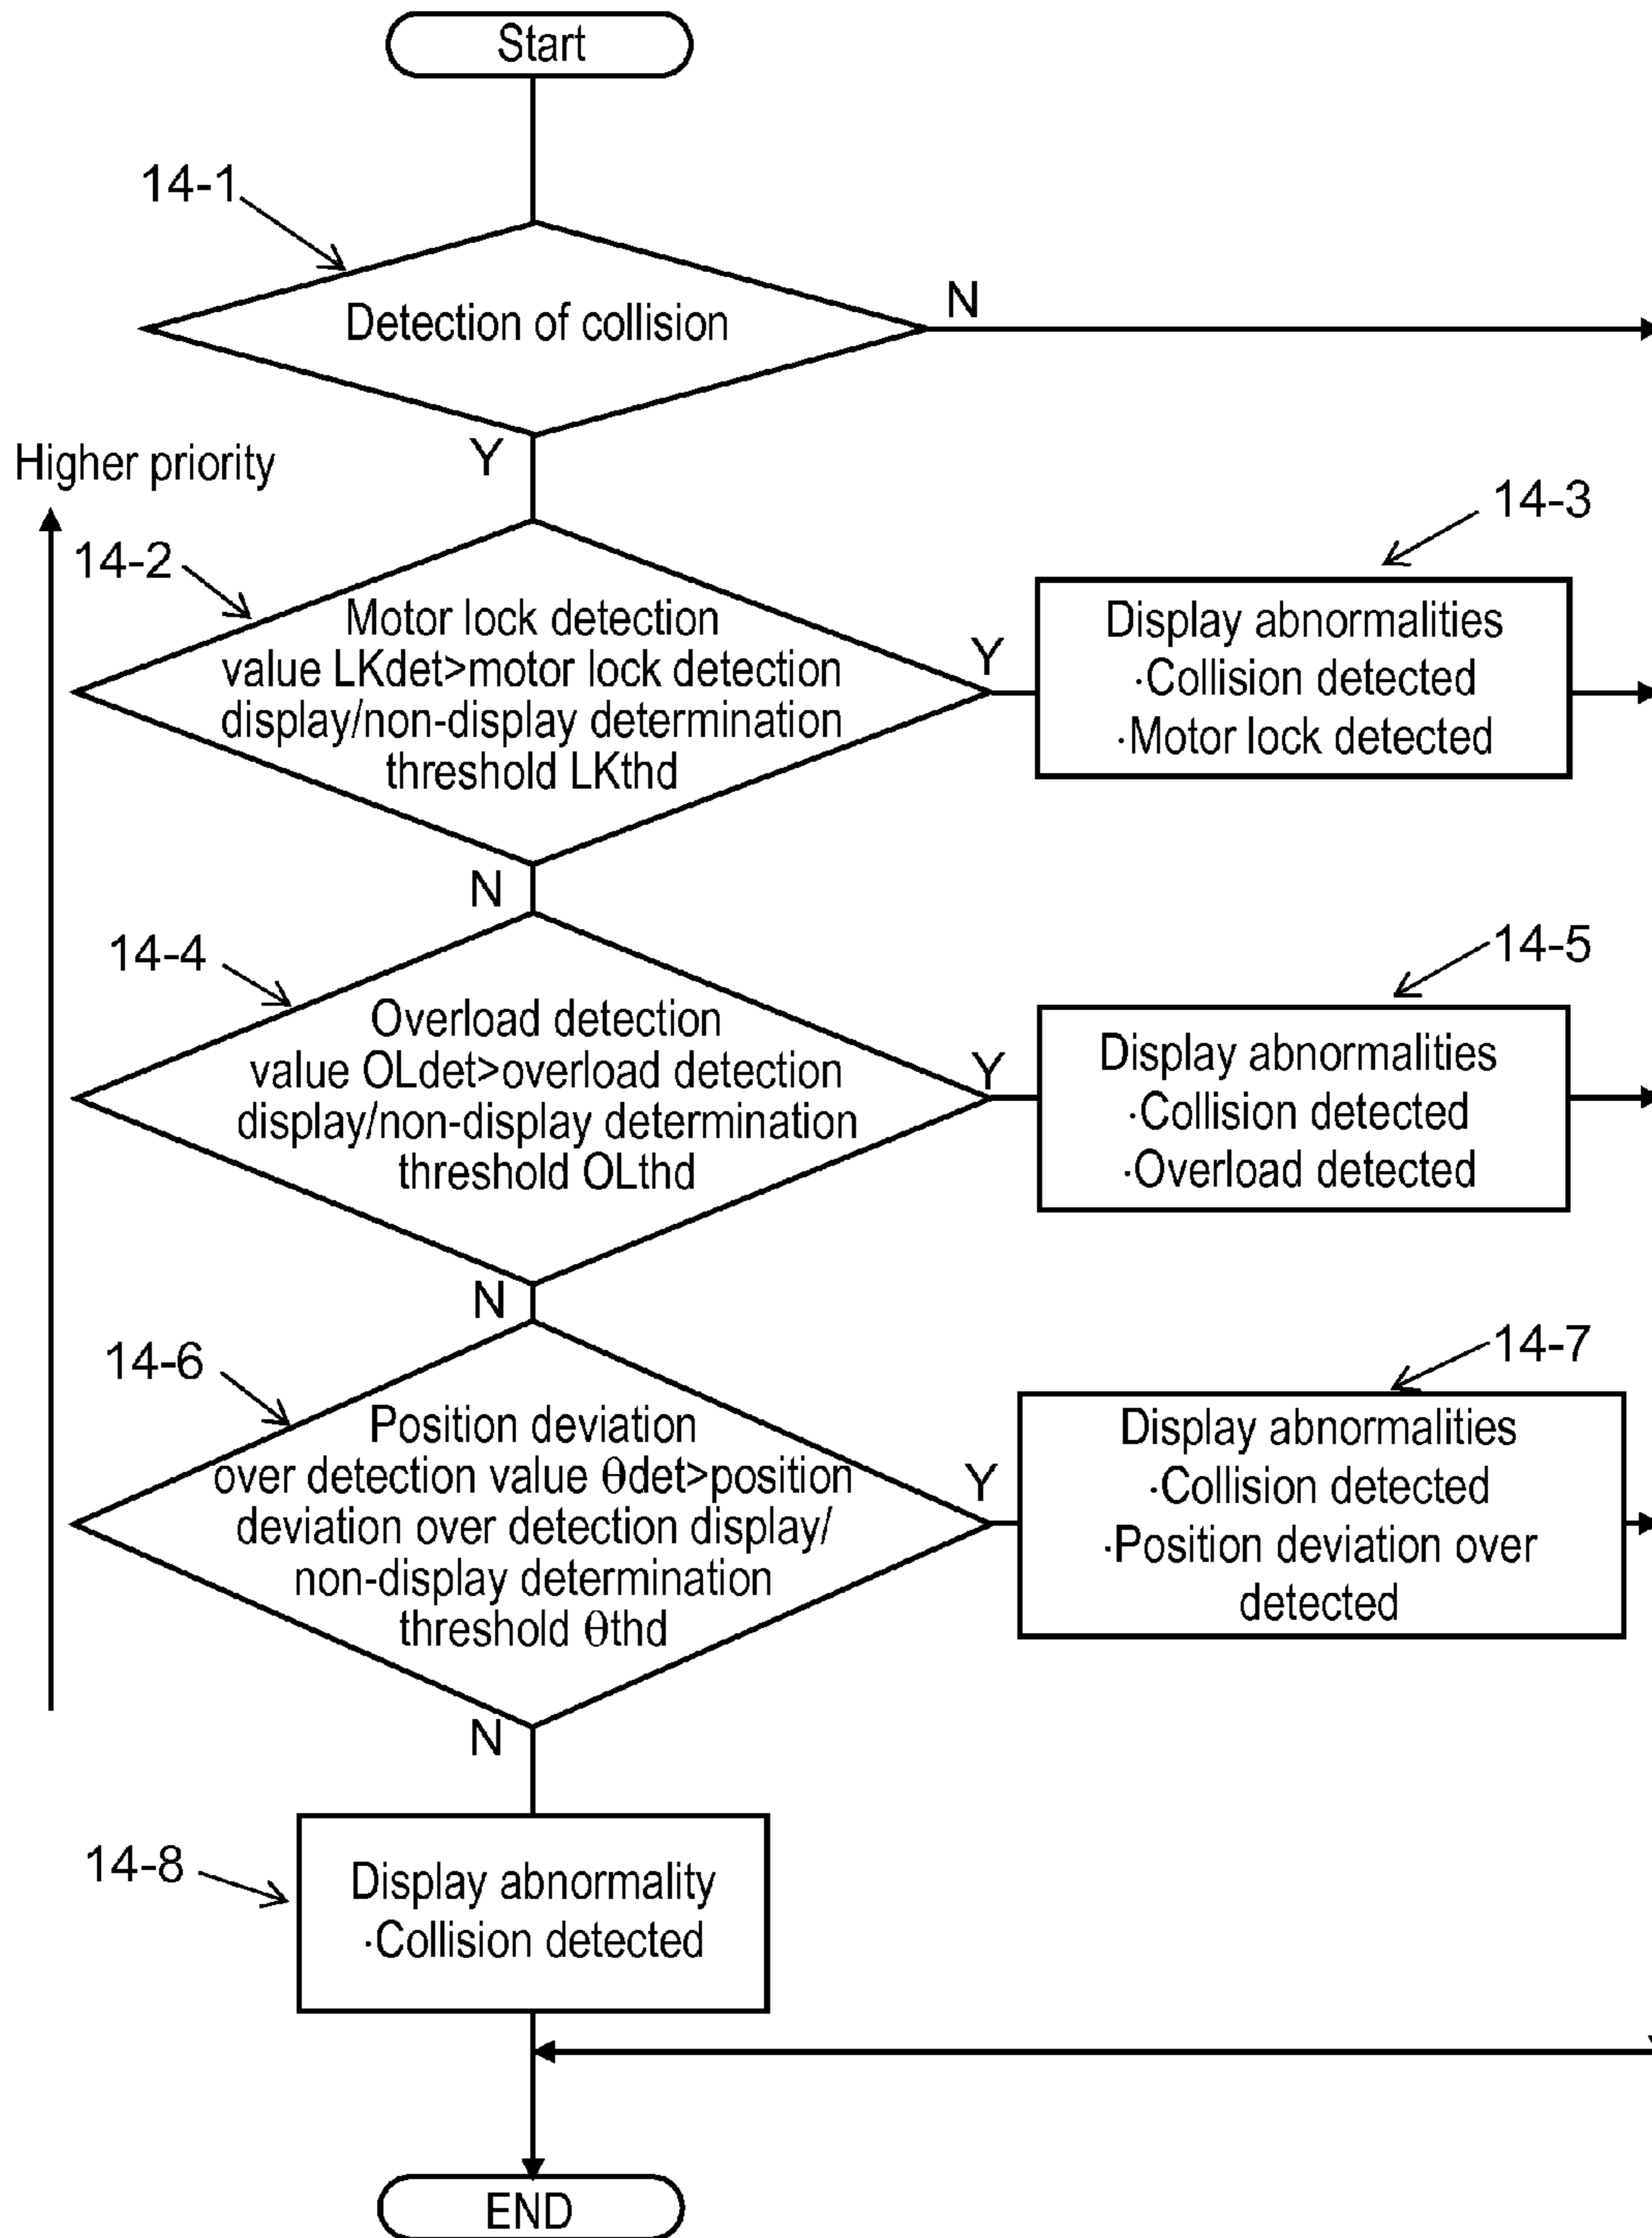 Start
14-1
Detection of collision
N
Y
Higher priority
14-2
Motor lock detection
value LKdet>motor lock detection
display/non-display determination
threshold LKthd
Y
14-3
Display abnormalities
·Collision detected
·Motor lock detected
N
14-4
Overload detection
value OLdet>overload detection
display/non-display determination
threshold OLthd
Y
14-5
Display abnormalities
·Collision detected
·Overload detected
N
14-6
Position deviation
over detection value θdet>position
deviation over detection display/
non-display determination
threshold θthd
Y
14-7
Display abnormalities
·Collision detected
·Position deviation over
detected
N
14-8
Display abnormality
·Collision detected
END